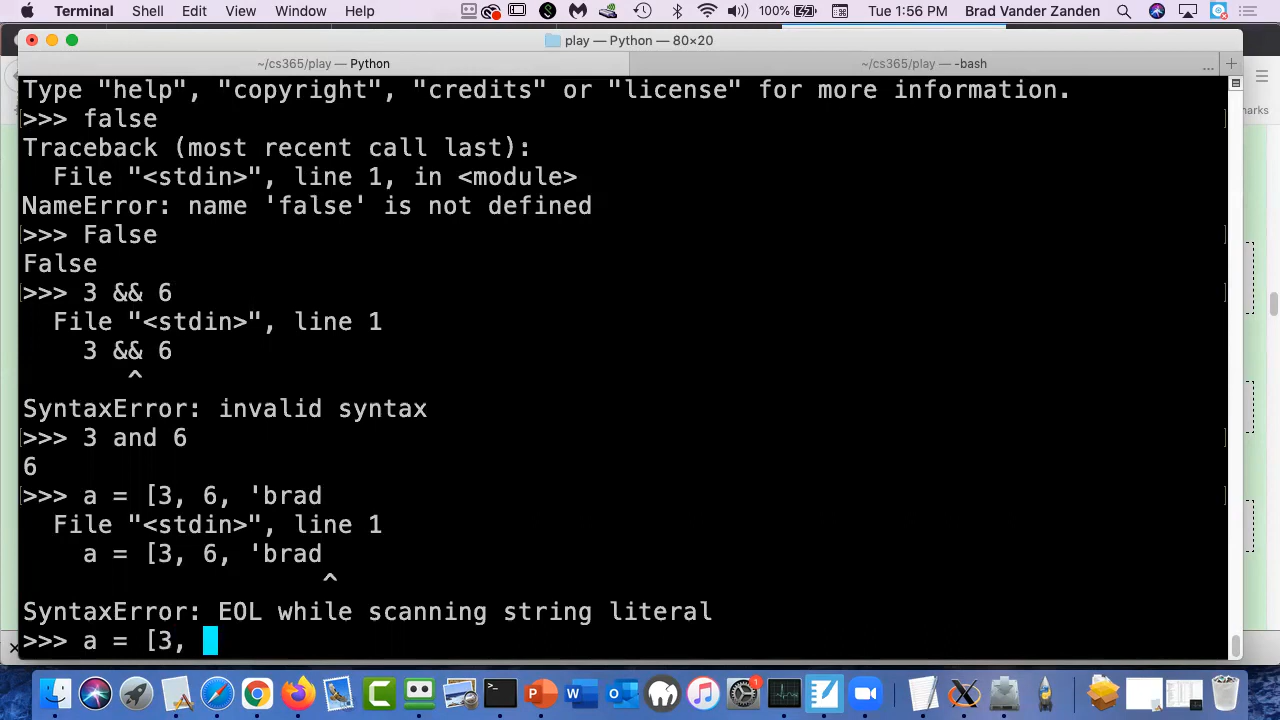 Terminal Shell Edit View Window Help 100% Tue 1:56 PM Brad Vander Zanden
play — Python — 80×20
~/cs365/play — Python ~/cs365/play — -bash ...
Type "help", "copyright", "credits" or "license" for more information.
>>> false
Traceback (most recent call last):
File "<stdin>", line 1, in <module>
NameError: name 'false' is not defined
>>> False
False
>>> 3 && 6
File "<stdin>", line 1
3 && 6
^
SyntaxError: invalid syntax
>>> 3 and 6
6
>>> a = [3, 6, 'brad
File "<stdin>", line 1
a = [3, 6, 'brad
^
SyntaxError: EOL while scanning string literal
>>> a = [3,